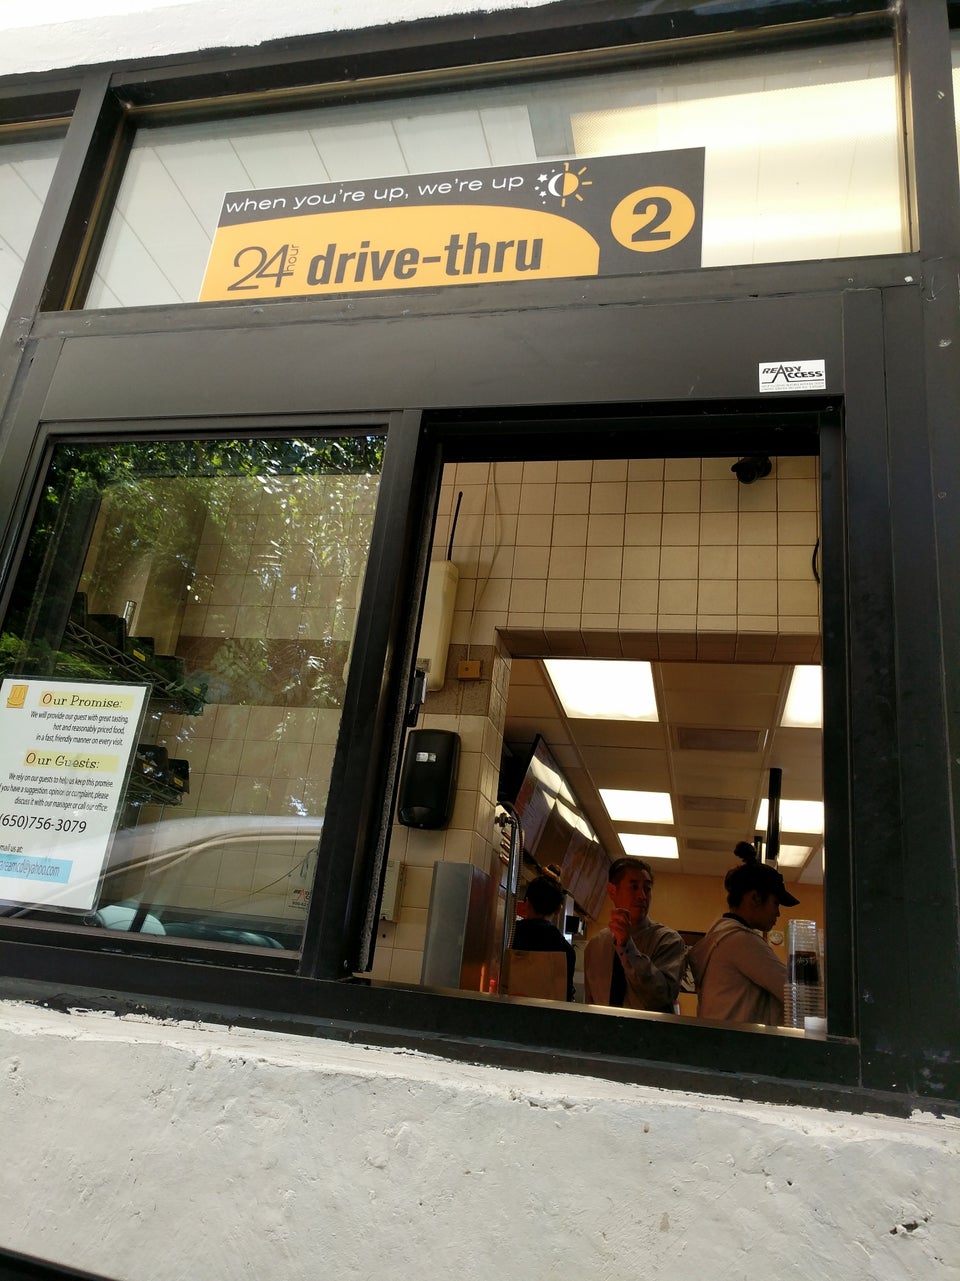 when you're up, we're up
24 hour drive-thru
2
READY ACCESS
Our Promise:
We will provide our guest with great tasting,
hot and reasonably priced food,
in a fast, friendly manner on every visit.
Our Guests:
We rely on our guests to help us keep this promise.
you have a suggestion, opinion or complaint, please
discuss it with our manager or call our office:
(650)756-3079
mail us at:
@yahoo.com